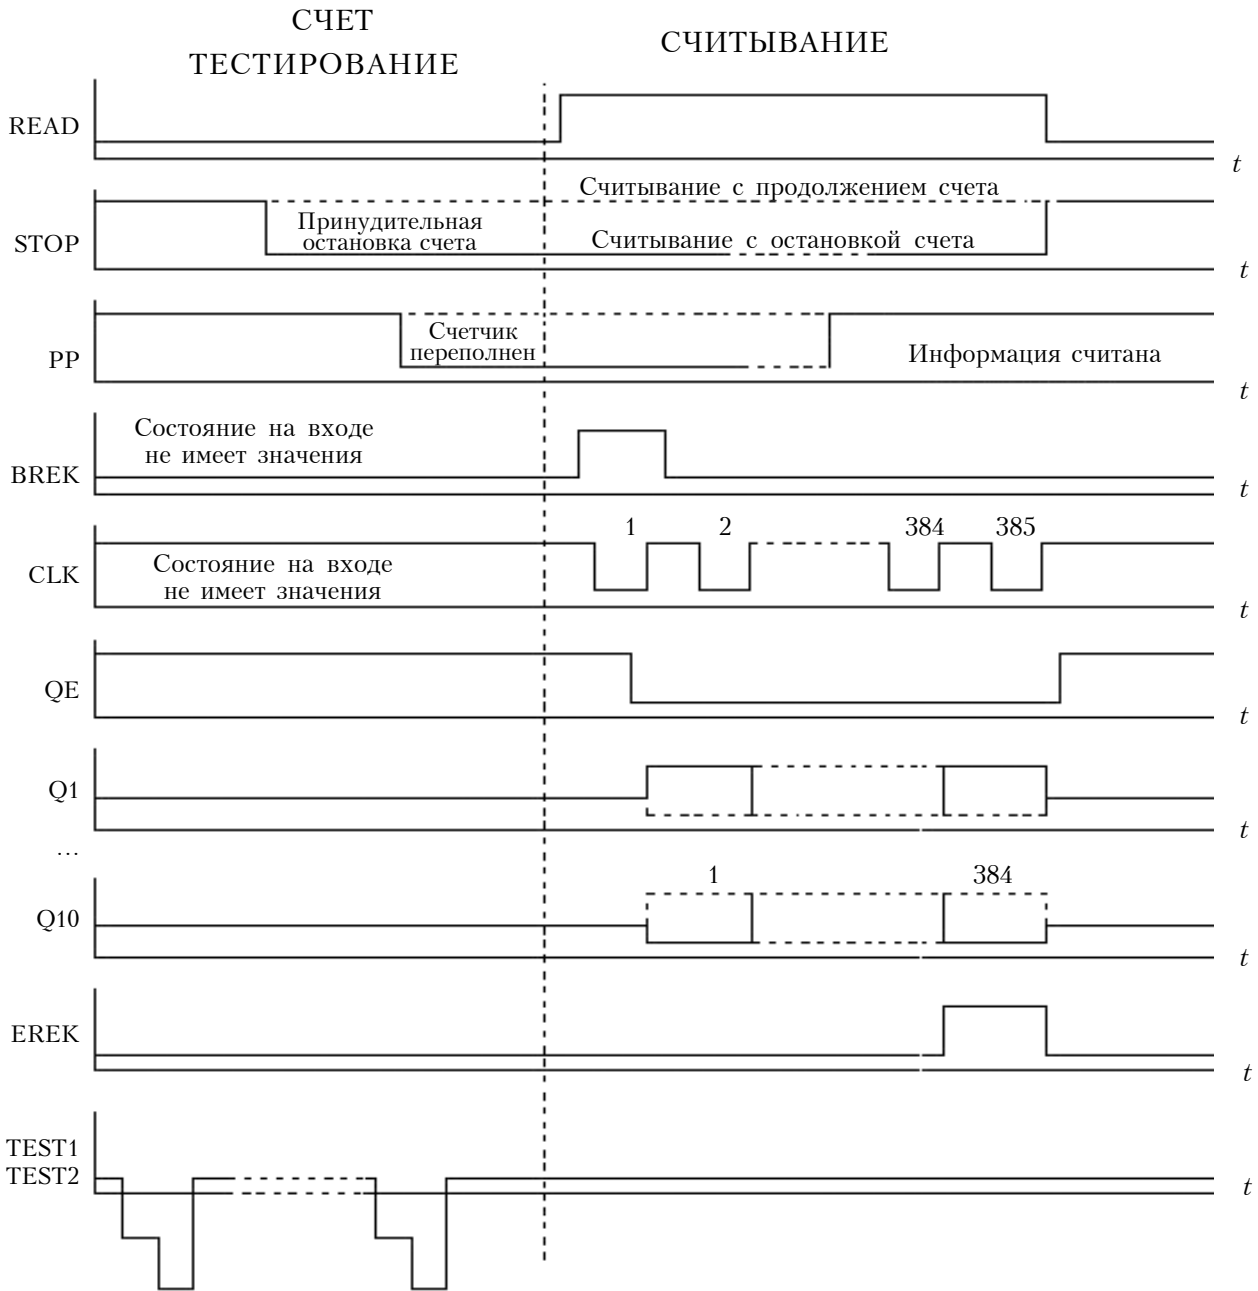 СЧЕТ
ТЕСТИРОВАНИЕ
СЧИТЫВАНИЕ
READ
t
Считывание с продолжением счета
STOP
Принудительная
остановка счета
Считывание с остановкой счета
t
PP
Счетчик
переполнен
Информация считана
t
Состояние на входе
не имеет значения
BREK
t
1
2
384
385
CLK
Состояние на входе
не имеет значения
t
QE
t
Q1
t
...
1
384
Q10
t
EREK
t
TEST1
TEST2
t